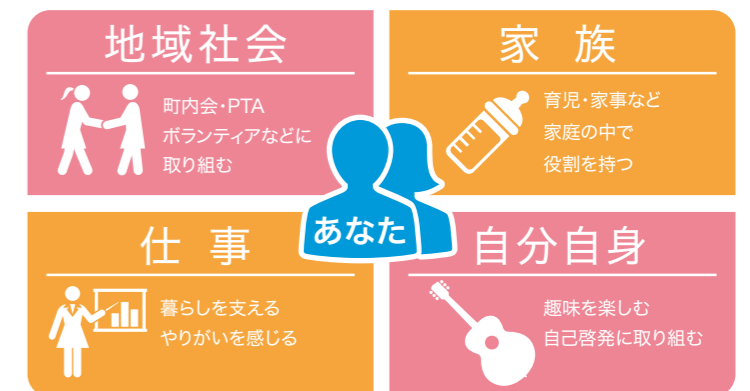 地域社会
町内会・PTA
ボランティアなどに
取り組む
家 族
育児・家事など
家庭の中で
役割を持つ
あなた
仕 事
暮らしを支える
やりがいを感じる
自分自身
趣味を楽しむ
自己啓発に取り組む